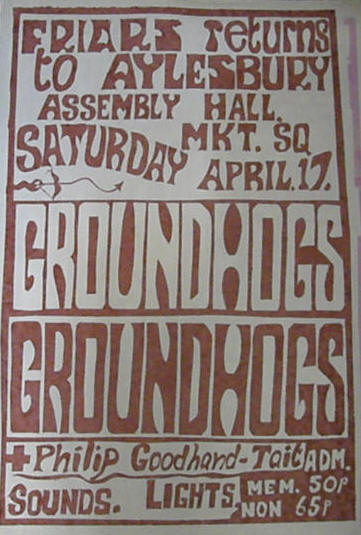 FRIARS returns
to AYLESBURY
ASSEMBLY HALL.
MKT. SQ
SATURDAY APRIL.17.
GROUNDHOGS
GROUNDHOGS
+ Philip Goodhand-Tait ADM.
SOUNDS. LIGHTS MEM. 50P
NON 65P